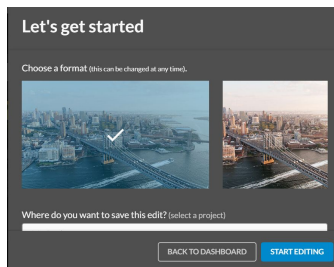 Let's get started
Choose a format (this can be changed at any time).
Where do you want to save this edit? (select a project)
BACK TO DASHBOARD START EDITING